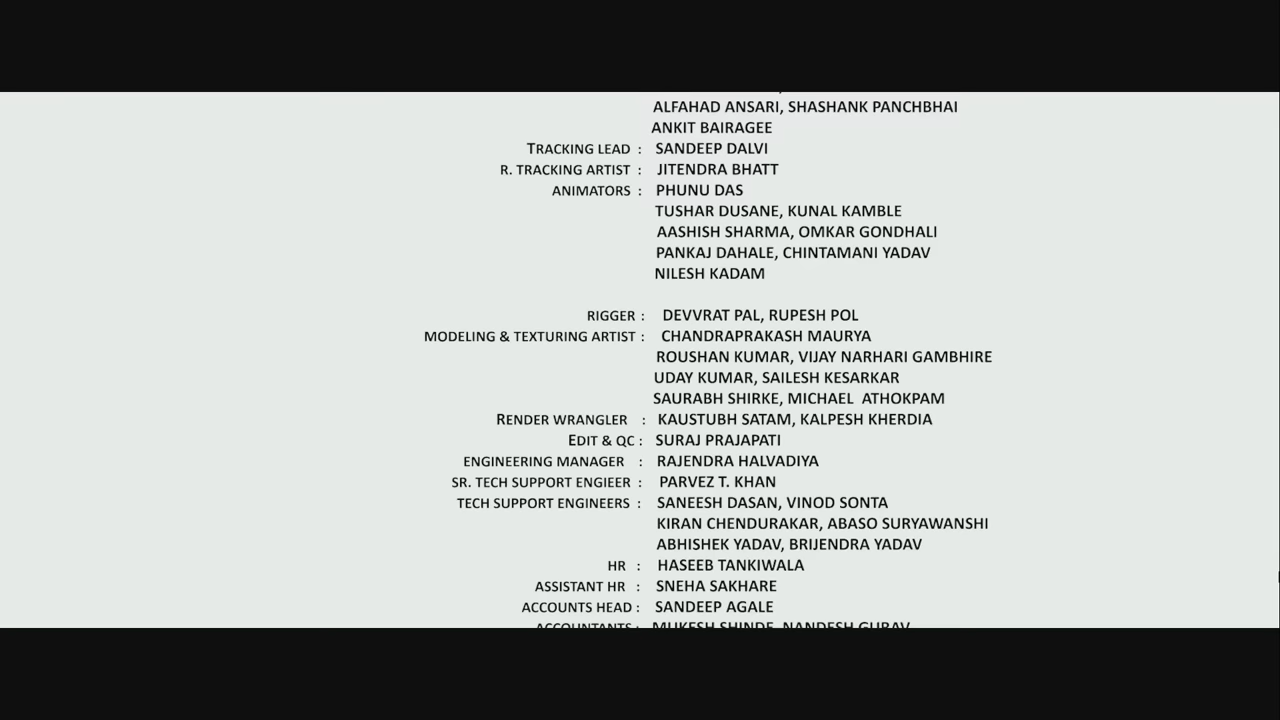 ALFAHAD ANSARI, SHASHANK PANCHBHAI
ANKIT BAIRAGEE
TRACKING LEAD : SANDEEP DALVI
R. TRACKING ARTIST : JITENDRA BHATT
ANIMATORS : PHUNU DAS
TUSHAR DUSANE, KUNAL KAMBLE
AASHISH SHARMA, OMKAR GONDHALI
PANKAJ DAHALE, CHINTAMANI YADAV
NILESH KADAM
RIGGER : DEVVRAT PAL, RUPESH POL
MODELING & TEXTURING ARTIST : CHANDRAPRAKASH MAURYA
ROUSHAN KUMAR, VIJAY NARHARI GAMBHIRE
UDAY KUMAR, SAILESH KESARKAR
SAURABH SHIRKE, MICHAEL ATHOKPAM
RENDER WRANGLER : KAUSTUBH SATAM, KALPESH KHERDIA
EDIT & QC : SURAJ PRAJAPATI
ENGINEERING MANAGER : RAJENDRA HALVADIYA
SR. TECH SUPPORT ENGIEER : PARVEZ T. KHAN
TECH SUPPORT ENGINEERS : SANEESH DASAN, VINOD SONTA
KIRAN CHENDURAKAR, ABASO SURYAWANSHI
ABHISHEK YADAV, BRIJENDRA YADAV
HR : HASEEB TANKIWALA
ASSISTANT HR : SNEHA SAKHARE
ACCOUNTS HEAD : SANDEEP AGALE
ACCOUNTANTS : MUKESH SHINDE, NANDESH GURAV